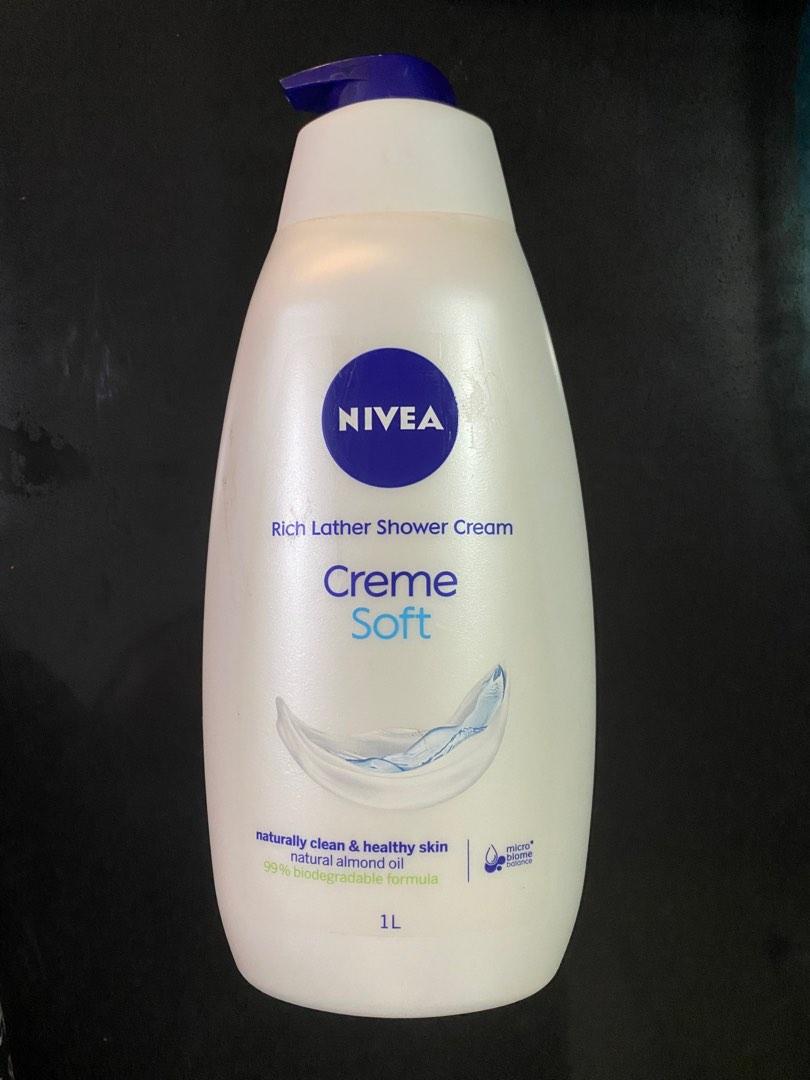 NIVEA
Rich Lather Shower Cream
Creme
Soft
naturally clean & healthy skin
natural almond oil
99% biodegradable formula
micro*
biome
balance
1L